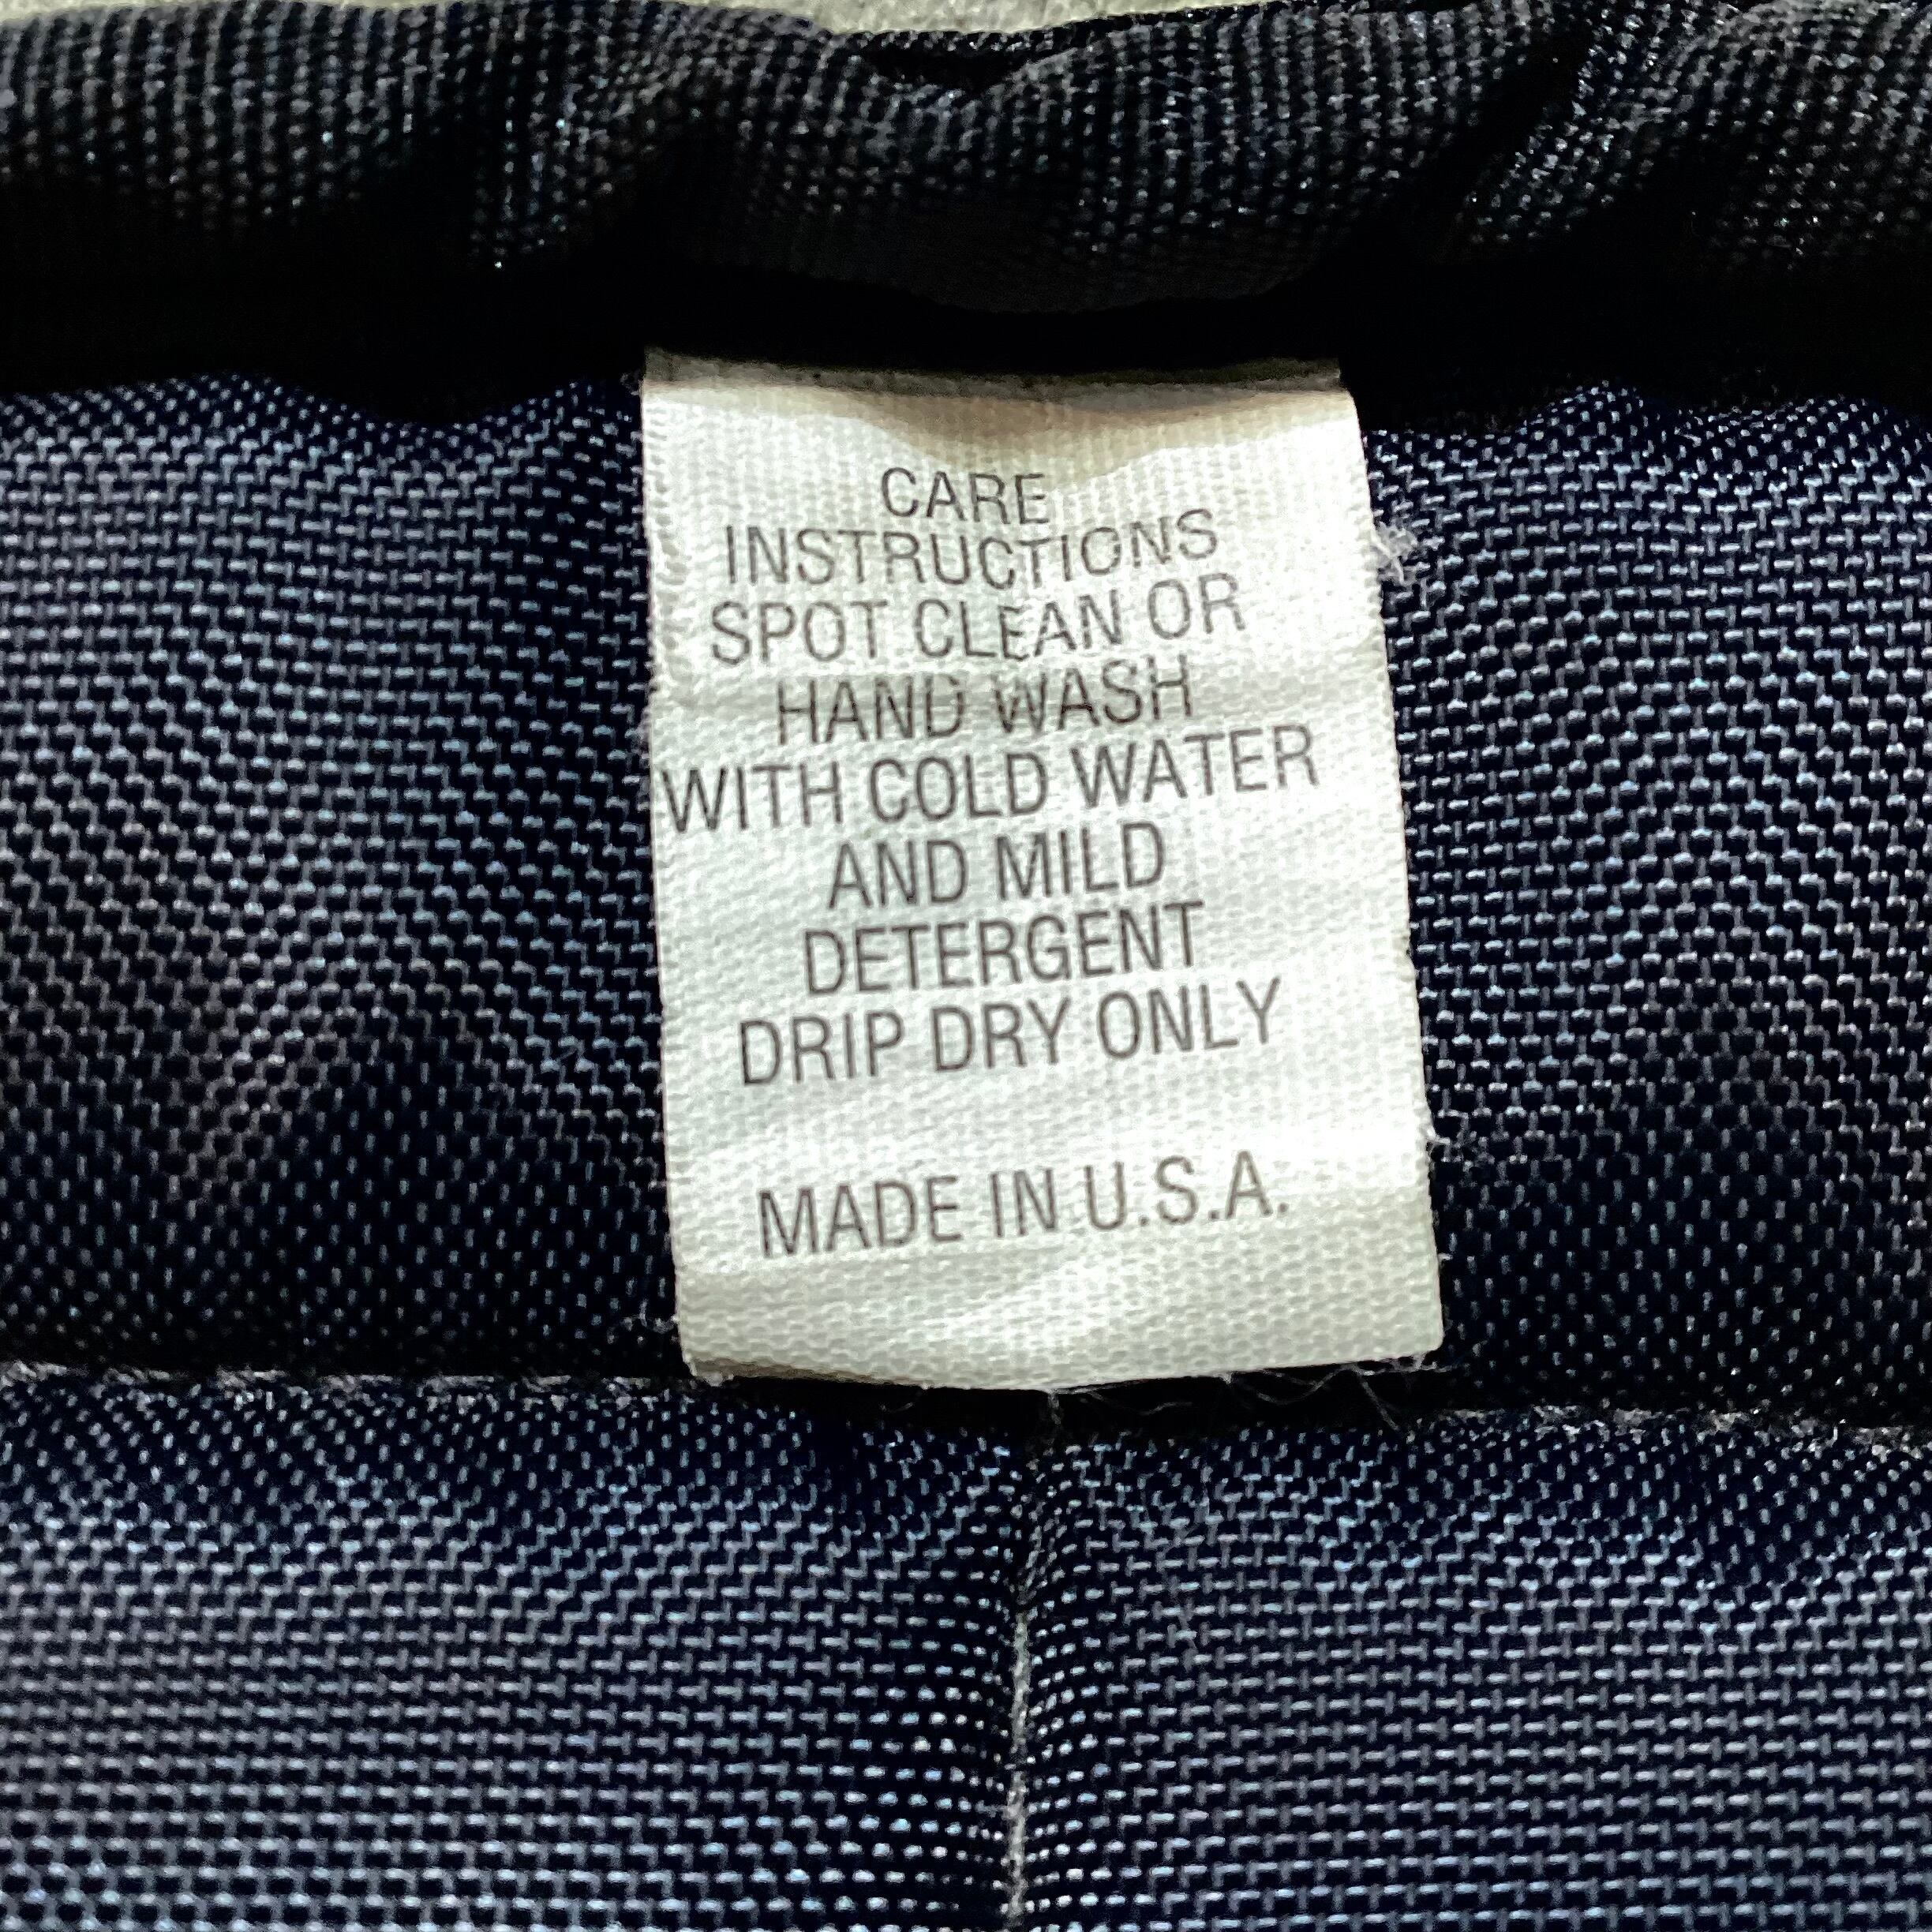 CARE
INSTRUCTIONS
SPOT CLEAN OR
HAND WASH
WITH COLD WATER
AND MILD
DETERGENT
DRIP DRY ONLY
MADE IN U.S.A.